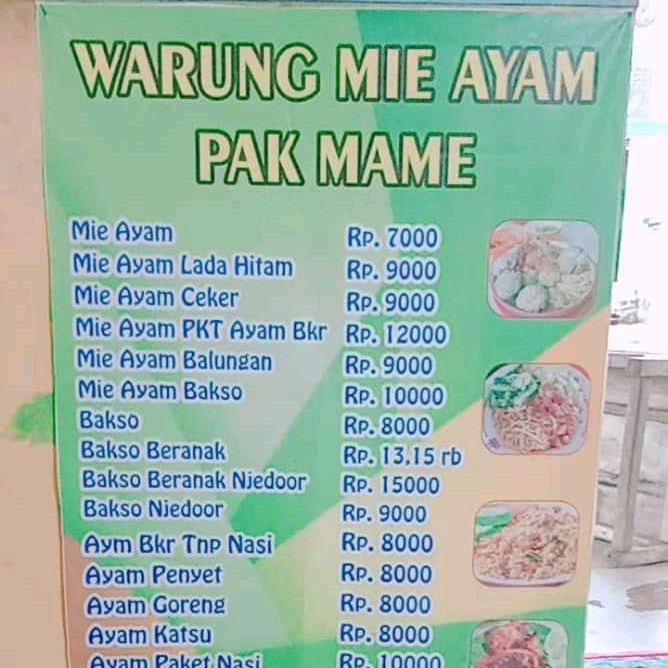 WARUNG MIE AYAM
PAK MAME
Mie Ayam Rp. 7000
Mie Ayam Lada Hitam Rp. 9000
Mie Ayam Ceker Rp. 9000
Mie Ayam PKT Ayam Bkr Rp. 12000
Mie Ayam Balungan Rp. 9000
Mie Ayam Bakso Rp. 10000
Bakso Rp. 8000
Bakso Beranak Rp. 13,15 rb
Bakso Beranak Njedoor Rp. 15000
Bakso Njedoor Rp. 9000
Aym Bkr Tnp Nasi Rp. 8000
Ayam Penyet Rp. 8000
Ayam Goreng Rp. 8000
Ayam Katsu Rp. 8000
Ayam Paket Nasi Rp. 10000